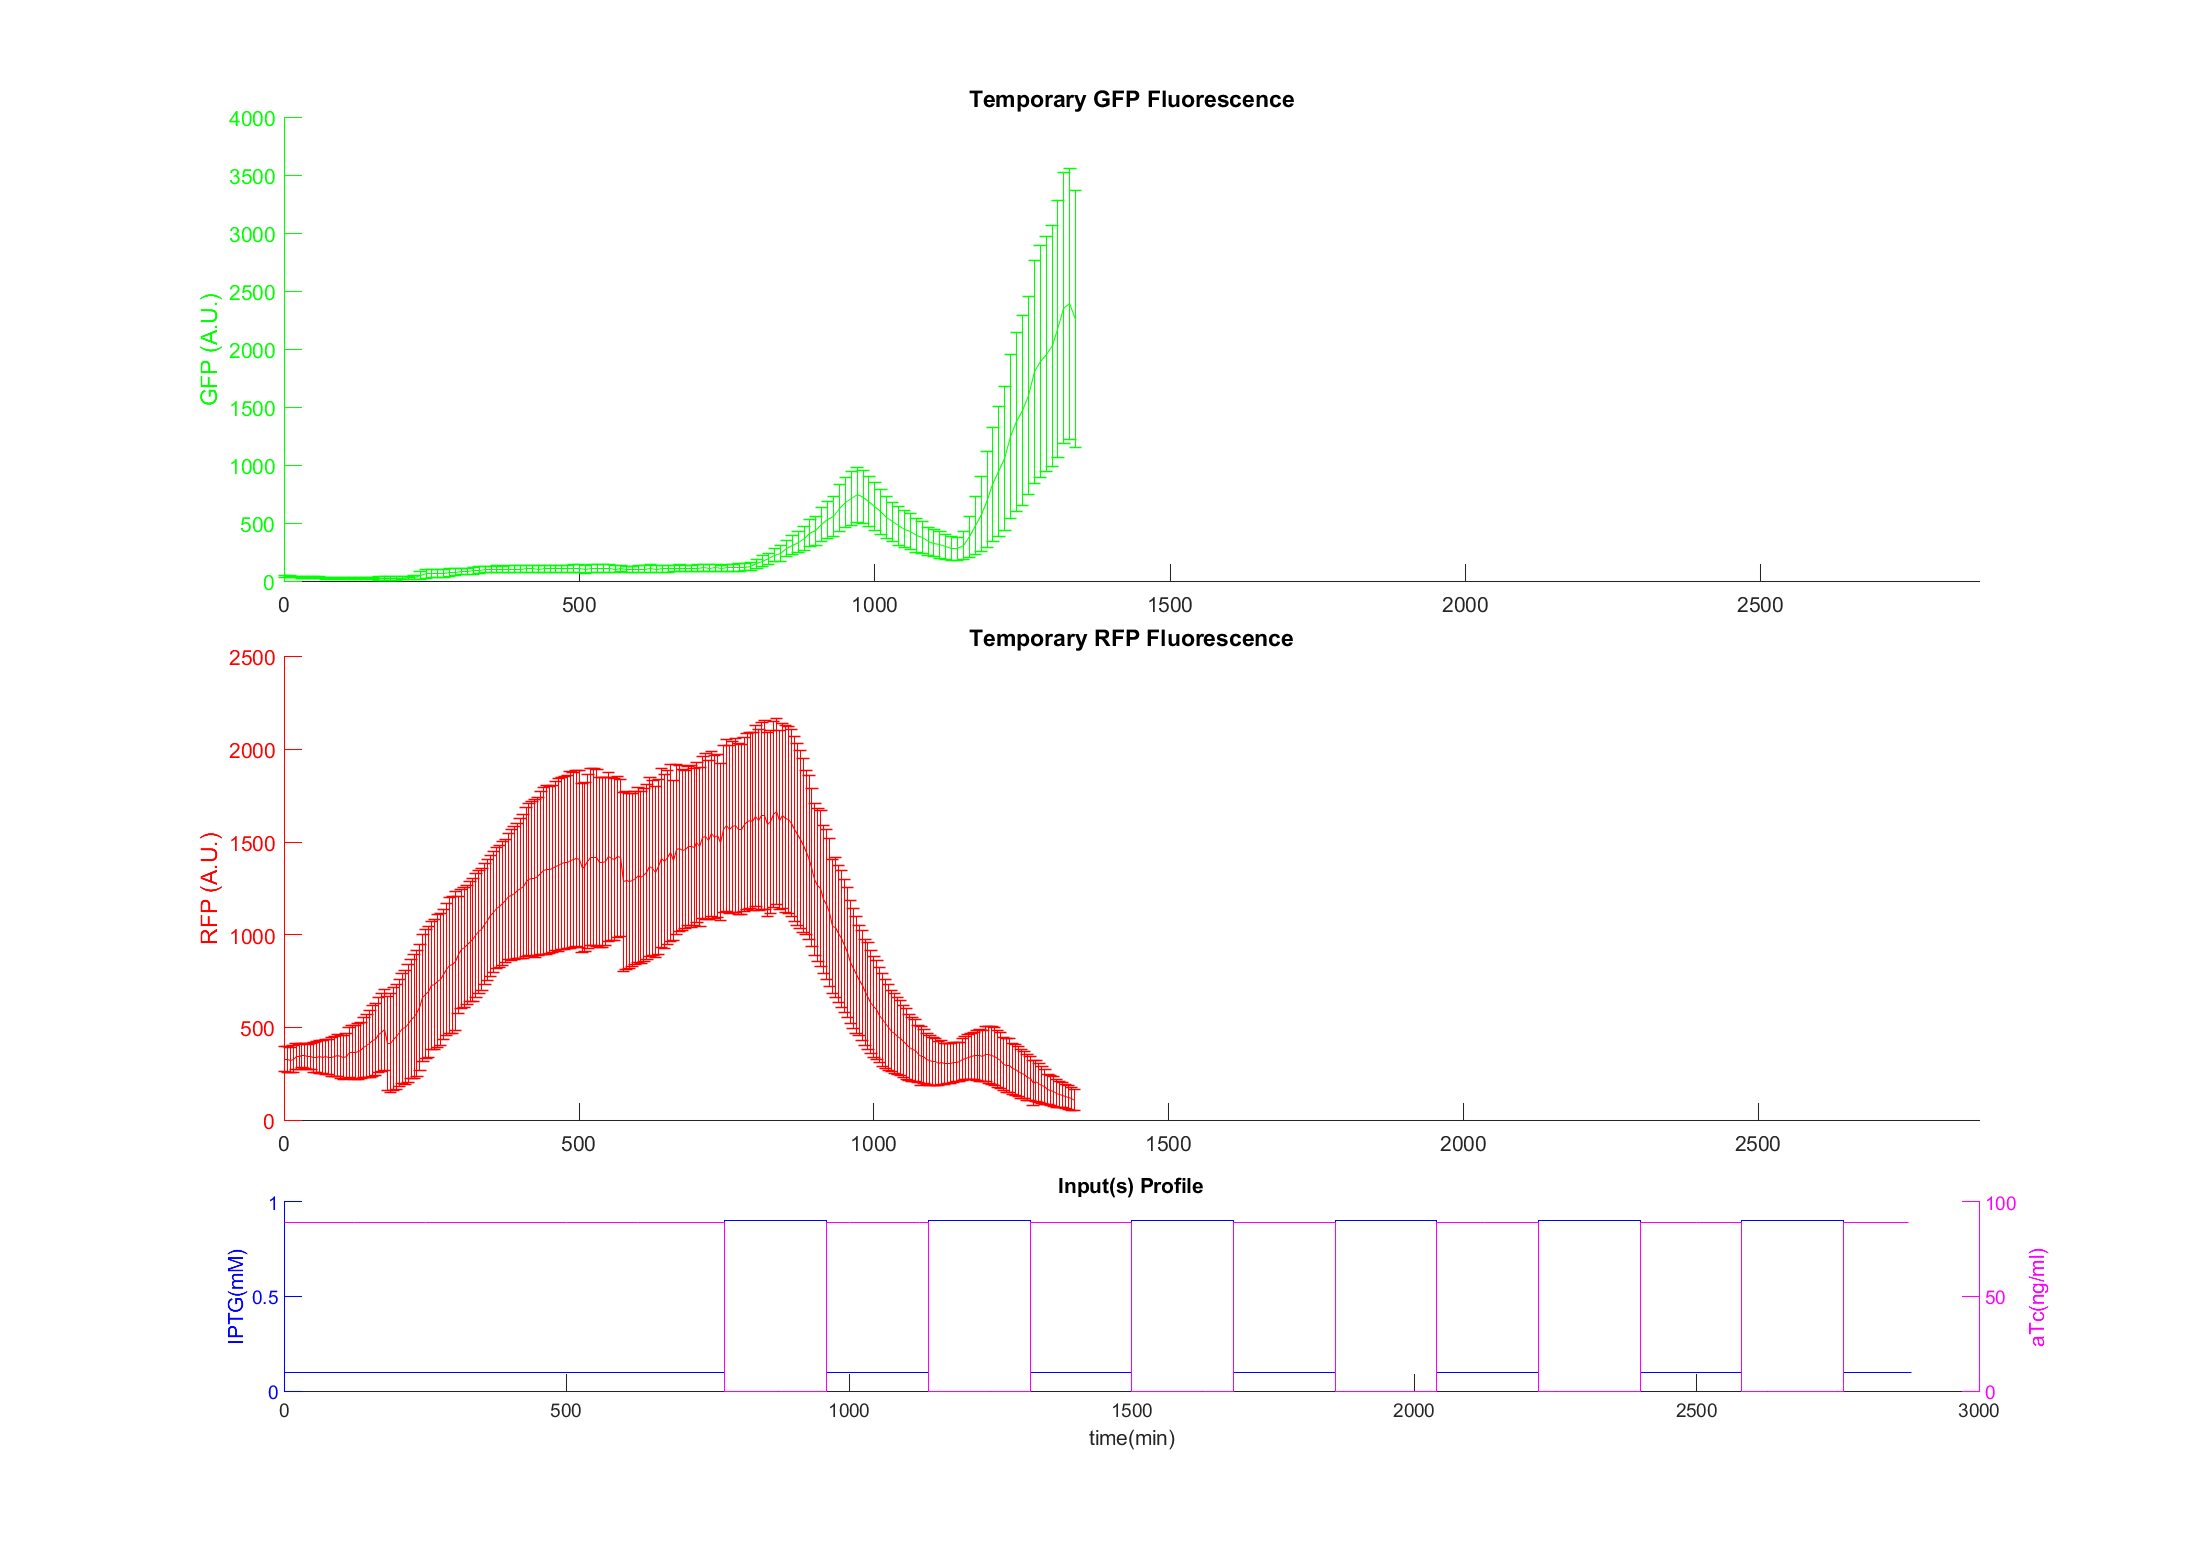 Temporary GFP Fluorescence
4000
3500
3000
2500
2000
1500
1000
500
0
GFP (A.U.)
0 500 1000 1500 2000 2500
Temporary RFP Fluorescence
2500
2000
1500
1000
500
0
RFP (A.U.)
0 500 1000 1500 2000 2500
Input(s) Profile
1
0.5
0
IPTG(mM)
100
50
0
aTc(ng/ml)
0 500 1000 1500 2000 2500 3000
time(min)